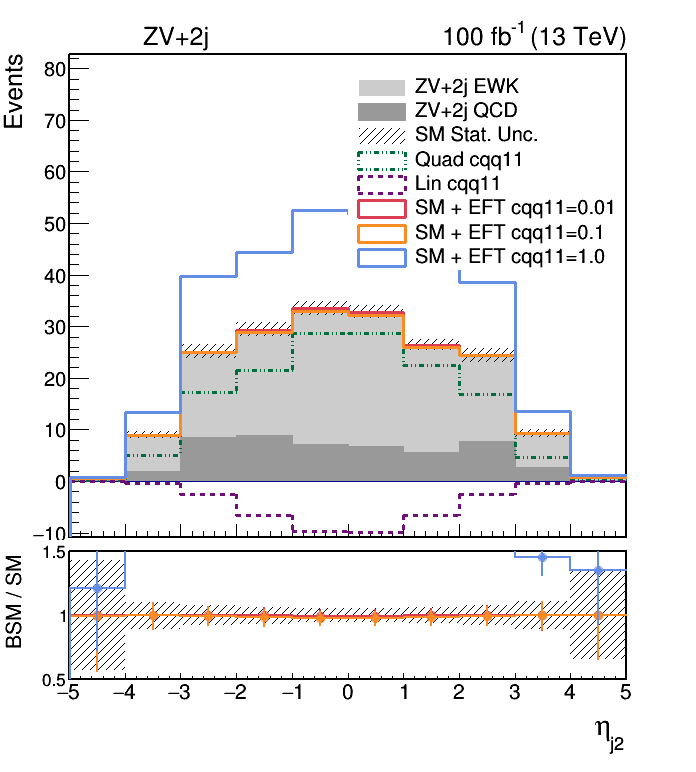 ZV+2j 100 fb-1 (13 TeV)
Events
80
70
60
50
40
30
20
10
0
−10
ZV+2j EWK
ZV+2j QCD
SM Stat. Unc.
Quad cqq11
Lin cqq11
SM + EFT cqq11=0.01
SM + EFT cqq11=0.1
SM + EFT cqq11=1.0
BSM / SM
1.5
1
0.5
−5 −4 −3 −2 −1 0 1 2 3 4 5
ηj2